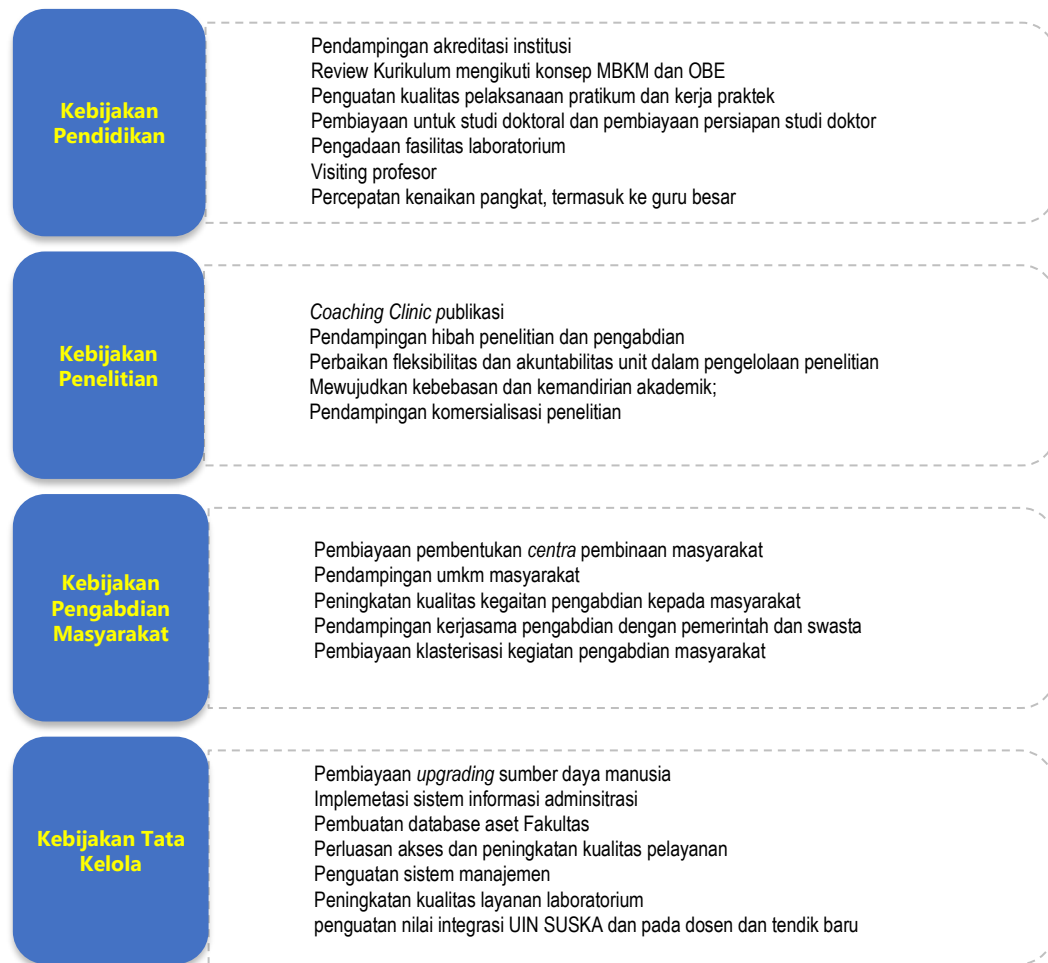 Kebijakan
Pendidikan
Pendampingan akreditasi institusi
Review Kurikulum mengikuti konsep MBKM dan OBE
Penguatan kualitas pelaksanaan pratikum dan kerja praktek
Pembiayaan untuk studi doktoral dan pembiayaan persiapan studi doktor
Pengadaan fasilitas laboratorium
Visiting profesor
Percepatan kenaikan pangkat, termasuk ke guru besar
Kebijakan
Penelitian
Coaching Clinic publikasi
Pendampingan hibah penelitian dan pengabdian
Perbaikan fleksibilitas dan akuntabilitas unit dalam pengelolaan penelitian
Mewujudkan kebebasan dan kemandirian akademik;
Pendampingan komersialisasi penelitian
Kebijakan
Pengabdian
Masyarakat
Pembiayaan pembentukan centra pembinaan masyarakat
Pendampingan umkm masyarakat
Peningkatan kualitas kegaitan pengabdian kepada masyarakat
Pendampingan kerjasama pengabdian dengan pemerintah dan swasta
Pembiayaan klasterisasi kegiatan pengabdian masyarakat
Kebijakan Tata
Kelola
Pembiayaan upgrading sumber daya manusia
Implemetasi sistem informasi adminsitrasi
Pembuatan database aset Fakultas
Perluasan akses dan peningkatan kualitas pelayanan
Penguatan sistem manajemen
Peningkatan kualitas layanan laboratorium
penguatan nilai integrasi UIN SUSKA dan pada dosen dan tendik baru